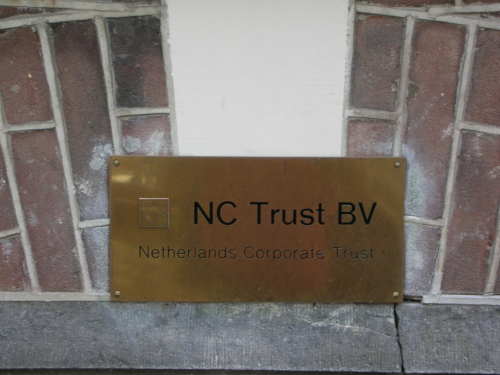 NC Trust BV
Netherlands Corporate Trust